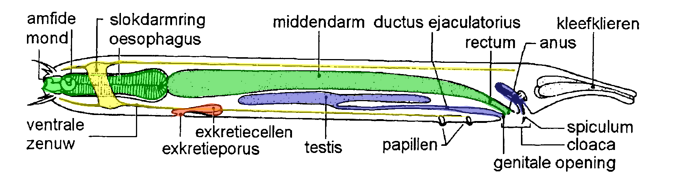 amfide
slokdarmring
middendarm
ductus ejaculatorius
kleefklieren
mond
oesophagus
rectum
anus
ventrale
zenuw
exkretiecellen
exkretieporus
testis
papillen
spiculum
cloaca
genitale opening